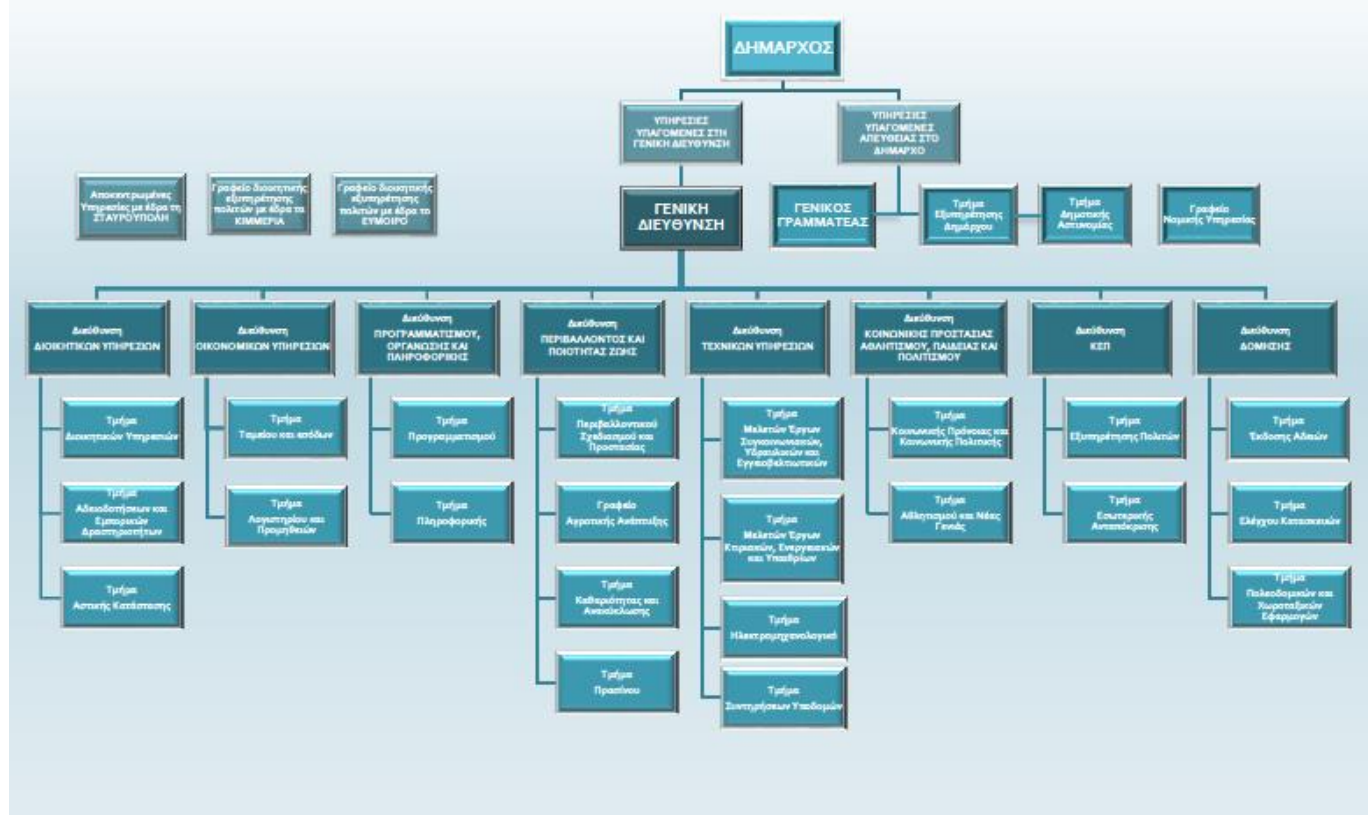 ΔΗΜΑΡΧΟΣ
ΥΠΗΡΕΣΙΕΣ
ΥΠΑΓΟΜΕΝΕΣ ΣΤΗ
ΓΕΝΙΚΗ ΔΙΕΥΘΥΝΣΗ
ΥΠΗΡΕΣΙΕΣ
ΥΠΑΓΟΜΕΝΕΣ
ΑΠΕΥΘΕΙΑΣ ΣΤΟ
ΔΗΜΑΡΧΟ
Αποκεντρωμένες
Υπηρεσίες με έδρα τη
ΣΤΑΥΡΟΥΠΟΛΗ
Γραφείο διοικητικής
εξυπηρέτησης
πολιτών με έδρα τα
ΚΙΜΜΕΡΙΑ
Γραφείο διοικητικής
εξυπηρέτησης
πολιτών με έδρα το
ΕΥΜΟΙΡΟ
ΓΕΝΙΚΗ
ΔΙΕΥΘΥΝΣΗ
ΓΕΝΙΚΟΣ
ΓΡΑΜΜΑΤΕΑΣ
Τμήμα
Εξυπηρέτησης
Δημάρχου
Τμήμα
Δημοτικής
Αστυνομίας
Γραφείο
Νομικής Υπηρεσίας
Διεύθυνση
ΔΙΟΙΚΗΤΙΚΩΝ ΥΠΗΡΕΣΙΩΝ
Διεύθυνση
ΟΙΚΟΝΟΜΙΚΩΝ ΥΠΗΡΕΣΙΩΝ
Διεύθυνση
ΠΡΟΓΡΑΜΜΑΤΙΣΜΟΥ,
ΟΡΓΑΝΩΣΗΣ ΚΑΙ
ΠΛΗΡΟΦΟΡΙΚΗΣ
Διεύθυνση
ΠΕΡΙΒΑΛΛΟΝΤΟΣ ΚΑΙ
ΠΟΙΟΤΗΤΑΣ ΖΩΗΣ
Διεύθυνση
ΤΕΧΝΙΚΩΝ ΥΠΗΡΕΣΙΩΝ
Διεύθυνση
ΚΟΙΝΩΝΙΚΗΣ ΠΡΟΣΤΑΣΙΑΣ
ΑΘΛΗΤΙΣΜΟΥ, ΠΑΙΔΕΙΑΣ ΚΑΙ
ΠΟΛΙΤΙΣΜΟΥ
Διεύθυνση
ΚΕΠ
Διεύθυνση
ΔΟΜΗΣΗΣ
Τμήμα
Διοικητικών Υπηρεσιών
Τμήμα
Αδειοδοτήσεων και
Εμπορικών
Δραστηριοτήτων
Τμήμα
Αστικής Κατάστασης
Τμήμα
Ταμείου και εσόδων
Τμήμα
Λογιστηρίου και
Προμηθειών
Τμήμα
Προγραμματισμού
Τμήμα
Πληροφορικής
Τμήμα
Περιβαλλοντικού
Σχεδιασμού και
Προστασίας
Γραφείο
Αγροτικής Ανάπτυξης
Τμήμα
Καθαριότητας και
Ανακύκλωσης
Τμήμα
Πρασίνου
Τμήμα
Μελετών Έργων
Συγκοινωνιακών,
Υδραυλικών και
Εγγειοβελτιωτικών
Τμήμα
Μελετών Έργων
Κτιριακών, Ενεργειακών
και Υπαιθρίων
Τμήμα
Ηλεκτρομηχανολογικό
Τμήμα
Συντηρήσεων Υποδομών
Τμήμα
Κοινωνικής Πρόνοιας και
Κοινωνικής Πολιτικής
Τμήμα
Αθλητισμού και Νέας
Γενιάς
Τμήμα
Εξυπηρέτησης Πολιτών
Τμήμα
Εσωτερικής
Ανταπόκρισης
Τμήμα
Έκδοσης Αδειών
Τμήμα
Ελέγχου Κατασκευών
Τμήμα
Πολεοδομικών και
Χωροταξικών
Εφαρμογών